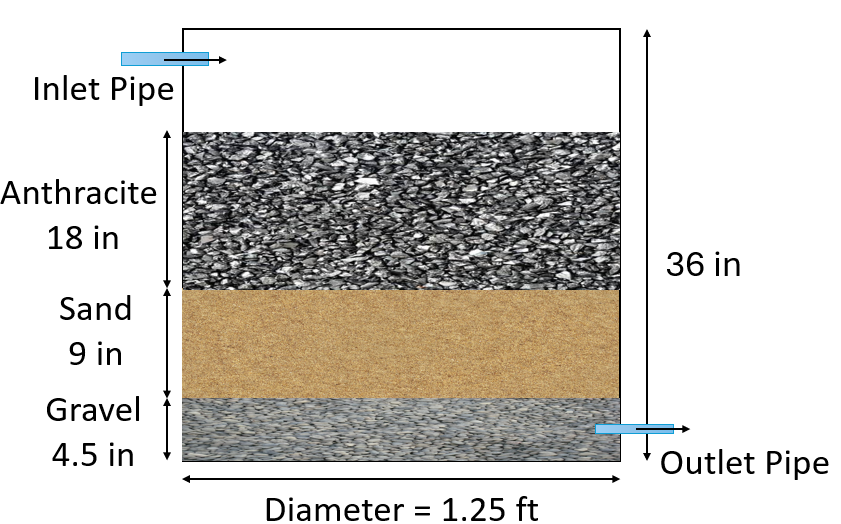 Inlet Pipe
Anthracite
18 in
36 in
Sand
9 in
Gravel
4.5 in
Outlet Pipe
Diameter = 1.25 ft